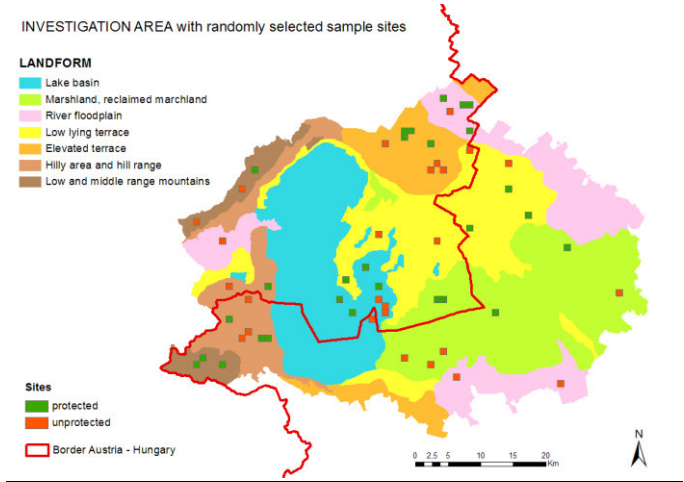 INVESTIGATION AREA with randomly selected sample sites
LANDFORM
Lake basin
Marshland, reclaimed marchland
River floodplain
Low lying terrace
Elevated terrace
Hilly area and hill range
Low and middle range mountains
Sites
protected
unprotected
Border Austria - Hungary
N
0 2.5 5 10 15 20
Km